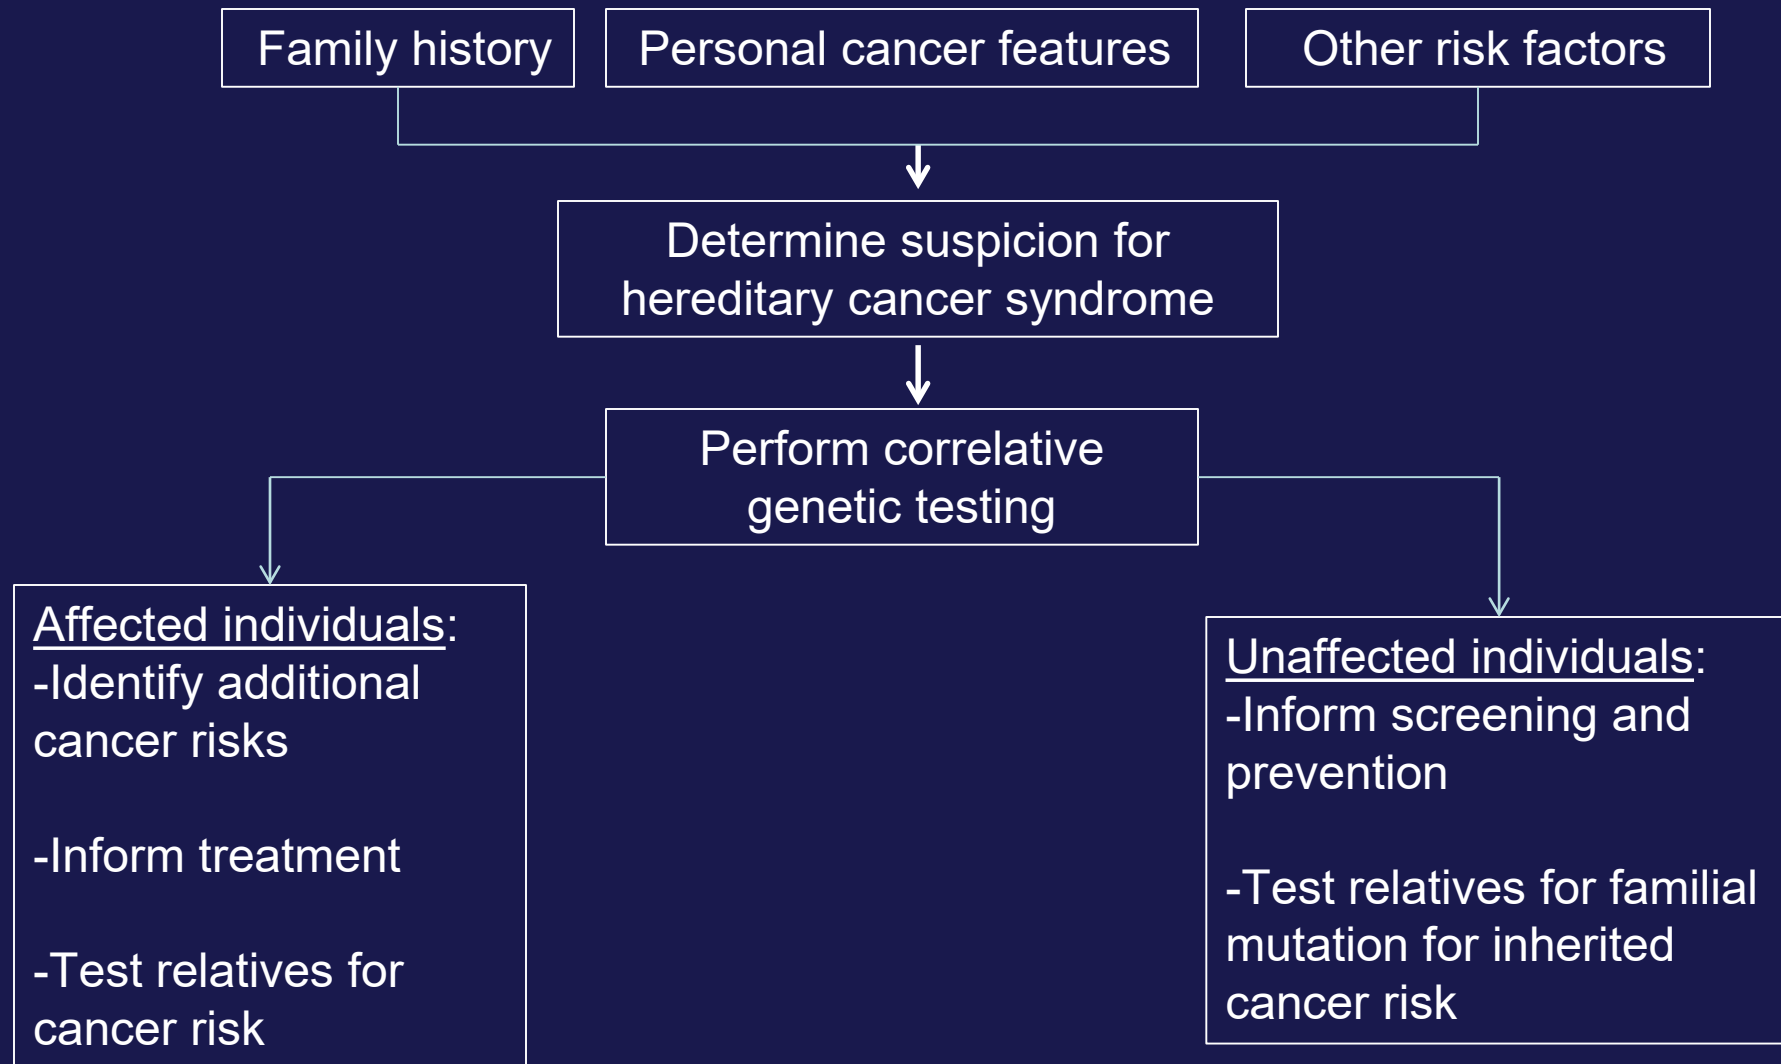 Family history
Personal cancer features
Other risk factors
Determine suspicion for
hereditary cancer syndrome
Perform correlative
genetic testing
Affected individuals:
-Identify additional
cancer risks
-Inform treatment
-Test relatives for
cancer risk
Unaffected individuals:
-Inform screening and
prevention
-Test relatives for familial
mutation for inherited
cancer risk